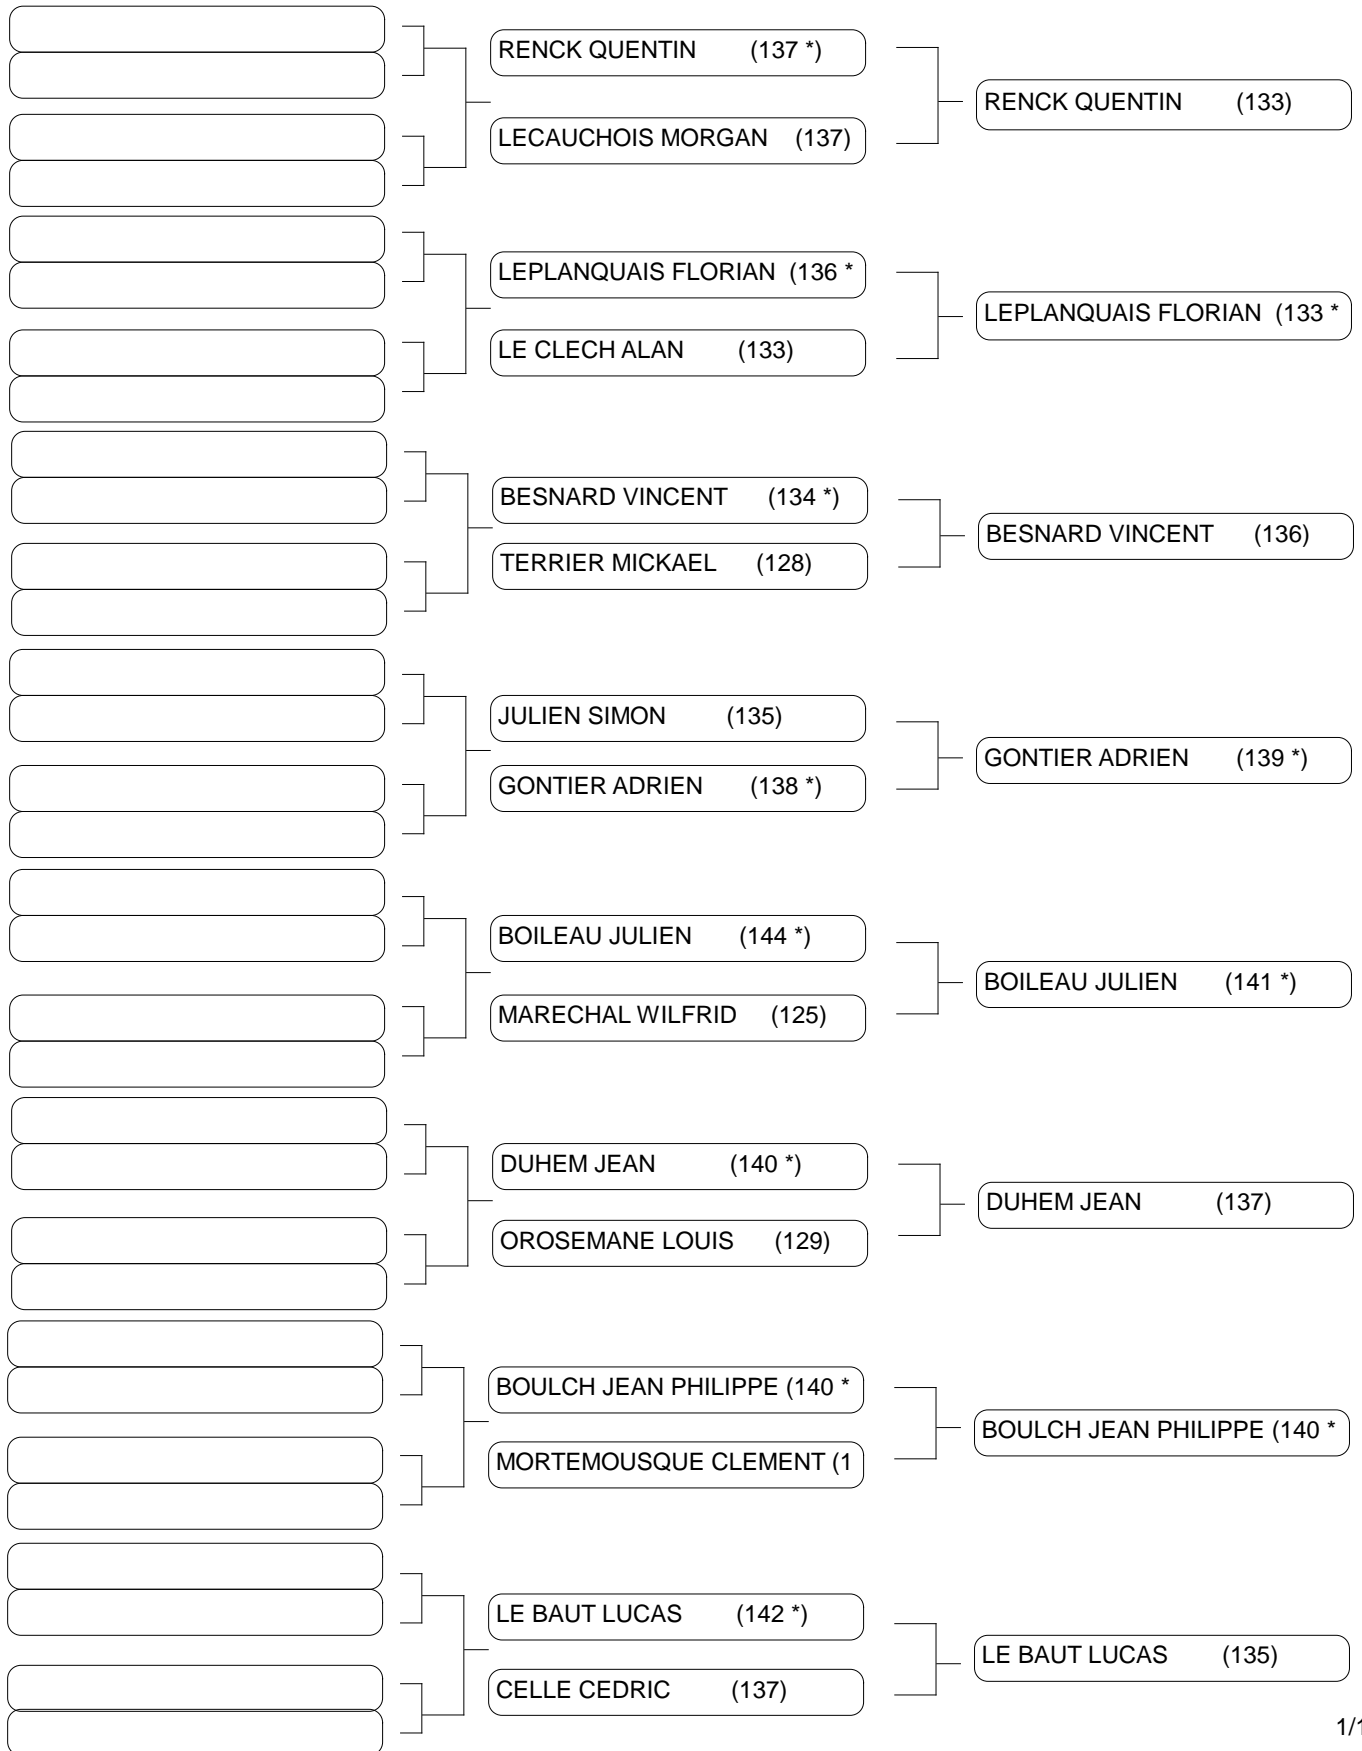 RENCK QUENTIN (137 *)
LECAUCHOIS MORGAN (137)
RENCK QUENTIN (133)
LEPLANQUAIS FLORIAN (136 *
LE CLECH ALAN (133)
LEPLANQUAIS FLORIAN (133 *
BESNARD VINCENT (134 *)
TERRIER MICKAEL (128)
BESNARD VINCENT (136)
JULIEN SIMON (135)
GONTIER ADRIEN (138 *)
GONTIER ADRIEN (139 *)
BOILEAU JULIEN (144 *)
MARECHAL WILFRID (125)
BOILEAU JULIEN (141 *)
DUHEM JEAN (140 *)
OROSEMANE LOUIS (129)
DUHEM JEAN (137)
BOULCH JEAN PHILIPPE (140 *
MORTEMOUSQUE CLEMENT (1
BOULCH JEAN PHILIPPE (140 *
LE BAUT LUCAS (142 *)
CELLE CEDRIC (137)
LE BAUT LUCAS (135)
1/1